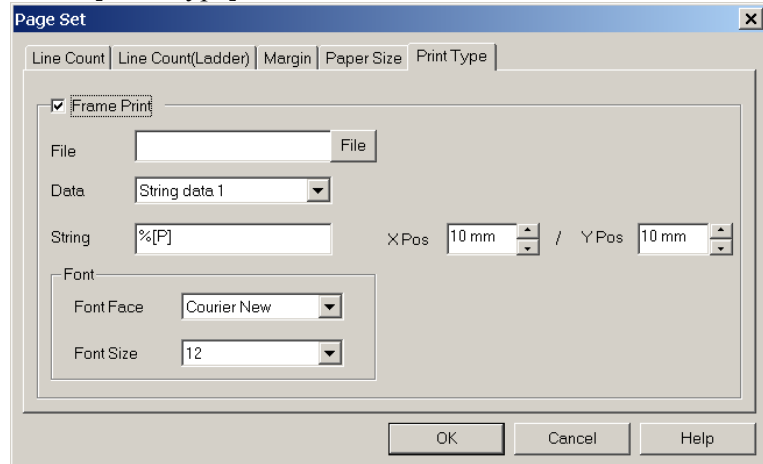 Page Set
Line Count Line Count(Ladder) Margin Paper Size Print Type
Frame Print
File File
Data String data 1
String %[P] X Pos 10 mm / Y Pos 10 mm
Font
Font Face Courier New
Font Size 12
OK Cancel Help